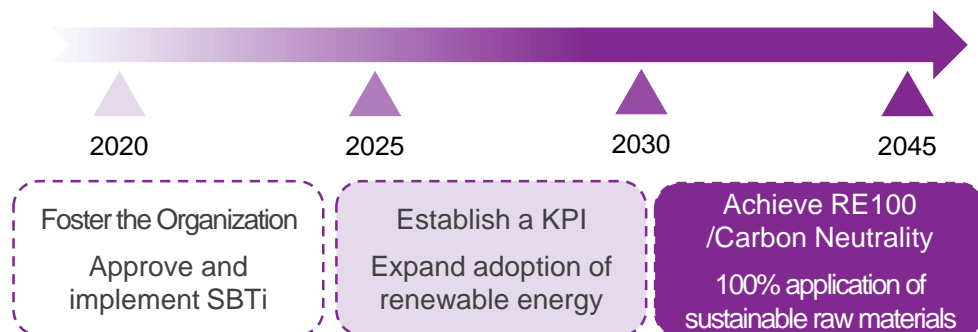 2020
2025
2030
2045
Foster the Organization
Approve and
implement SBTi
Establish a KPI
Expand adoption of
renewable energy
Achieve RE100
/Carbon Neutrality
100% application of
sustainable raw materials